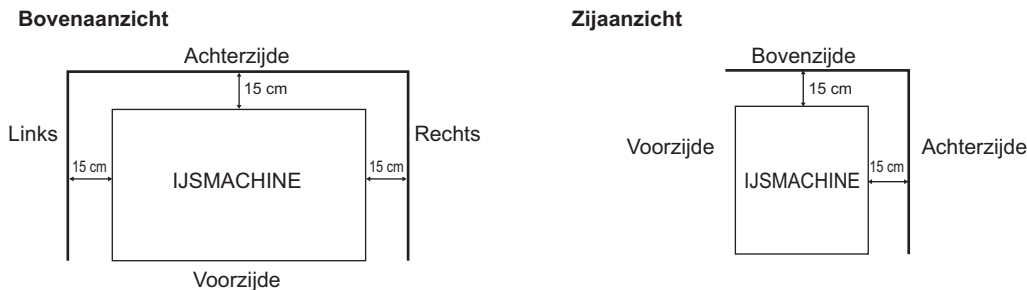 Bovenaanzicht
Achterzijde
15 cm
Links
Rechts
15 cm
IJSMACHINE
15 cm
Voorzijde
Zijaanzicht
Bovenzijde
15 cm
Voorzijde
Achterzijde
IJSMACHINE
15 cm